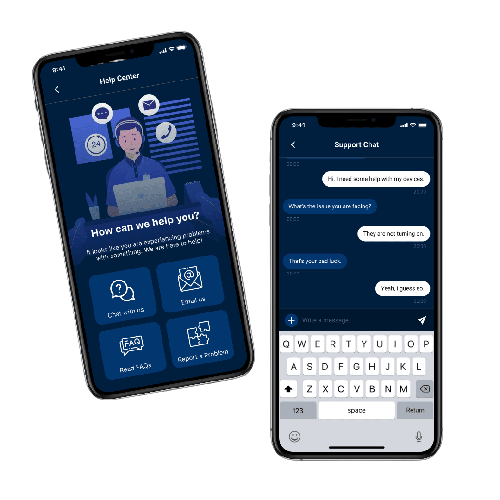 9:41
Help Center
24
How can we help you?
It looks like you are experiencing problems
with something. We are here to help!
Chat with us
Email us
FAQ
Read FAQs
Report a Problem
9:41
Support Chat
Hi, I need some help with my devices.
What's the issue you are facing?
They are not turning on.
That's your bad luck.
Yeah, i guess so.
Write a message
Q W E R T Y U I O P
A S D F G H J K L
Z X C V B N M
123 space Return